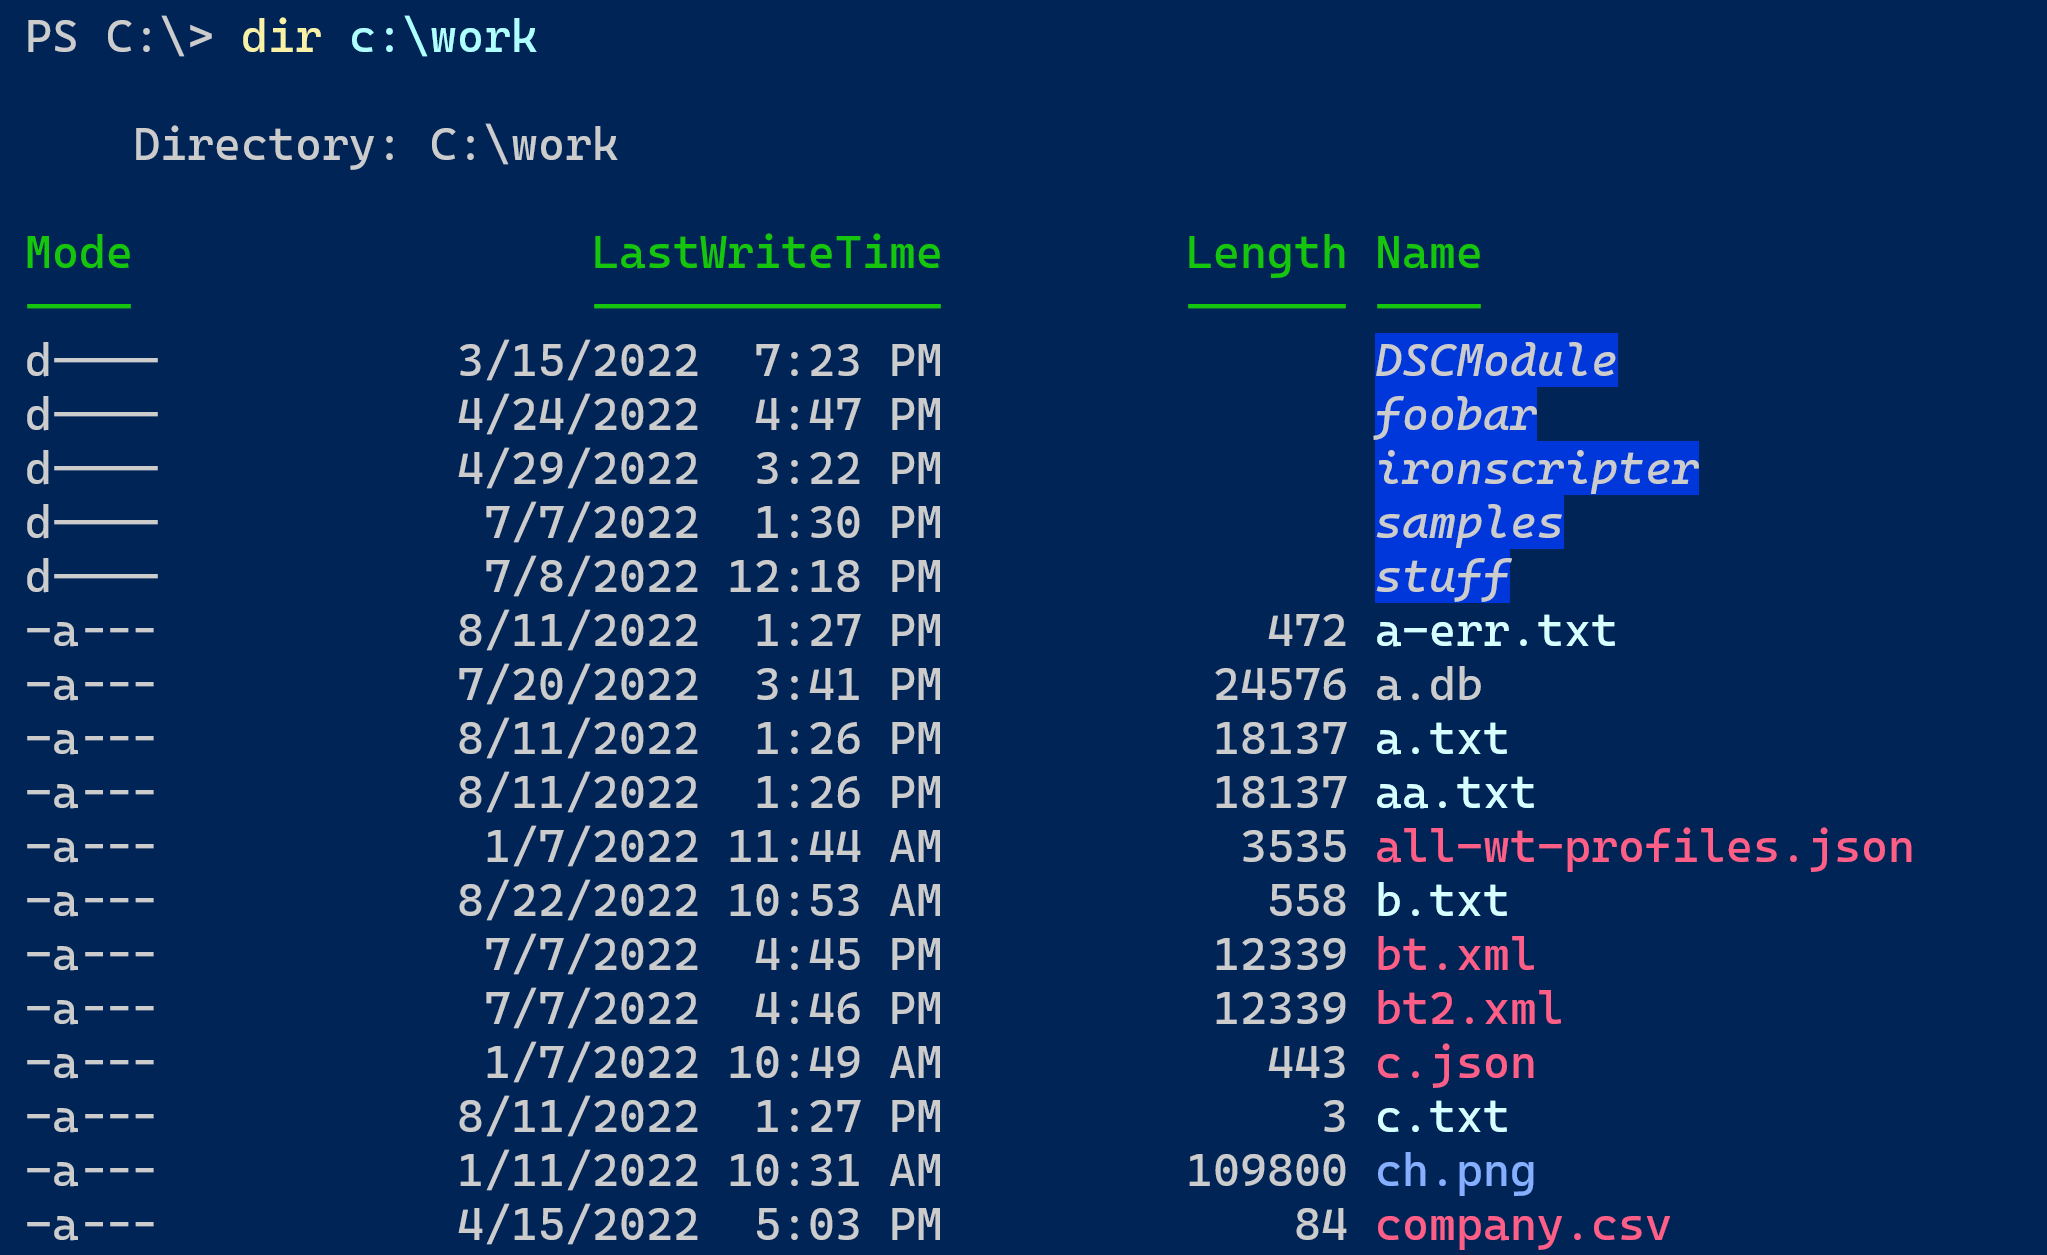 PS C:\> dir c:\work
Directory: C:\work
Mode                 LastWriteTime         Length Name
----                 -------------         ------ ----
d----           3/15/2022  7:23 PM                DSCModule
d----           4/24/2022  4:47 PM                foobar
d----           4/29/2022  3:22 PM                ironscripter
d----            7/7/2022  1:30 PM                samples
d----            7/8/2022 12:18 PM                stuff
-a---           8/11/2022  1:27 PM            472 a-err.txt
-a---           7/20/2022  3:41 PM          24576 a.db
-a---           8/11/2022  1:26 PM          18137 a.txt
-a---           8/11/2022  1:26 PM          18137 aa.txt
-a---            1/7/2022 11:44 AM           3535 all-wt-profiles.json
-a---           8/22/2022 10:53 AM            558 b.txt
-a---            7/7/2022  4:45 PM          12339 bt.xml
-a---            7/7/2022  4:46 PM          12339 bt2.xml
-a---            1/7/2022 10:49 AM            443 c.json
-a---           8/11/2022  1:27 PM              3 c.txt
-a---           1/11/2022 10:31 AM         109800 ch.png
-a---           4/15/2022  5:03 PM             84 company.csv